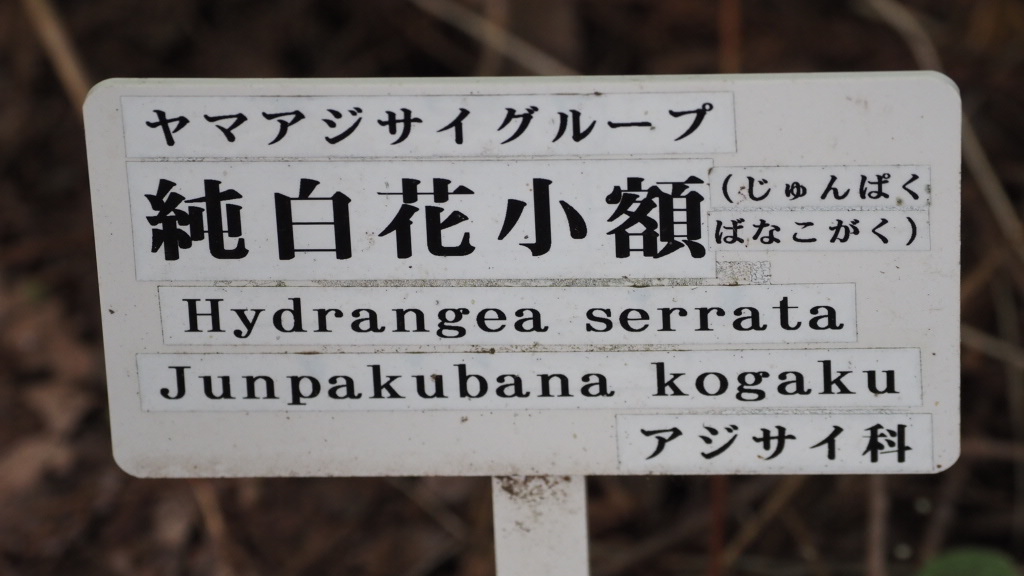 ヤマアジサイグループ
純白花小額
（じゅんぱく
ばなこがく）
Hydrangea serrata
Junpakubana kogaku
アジサイ科